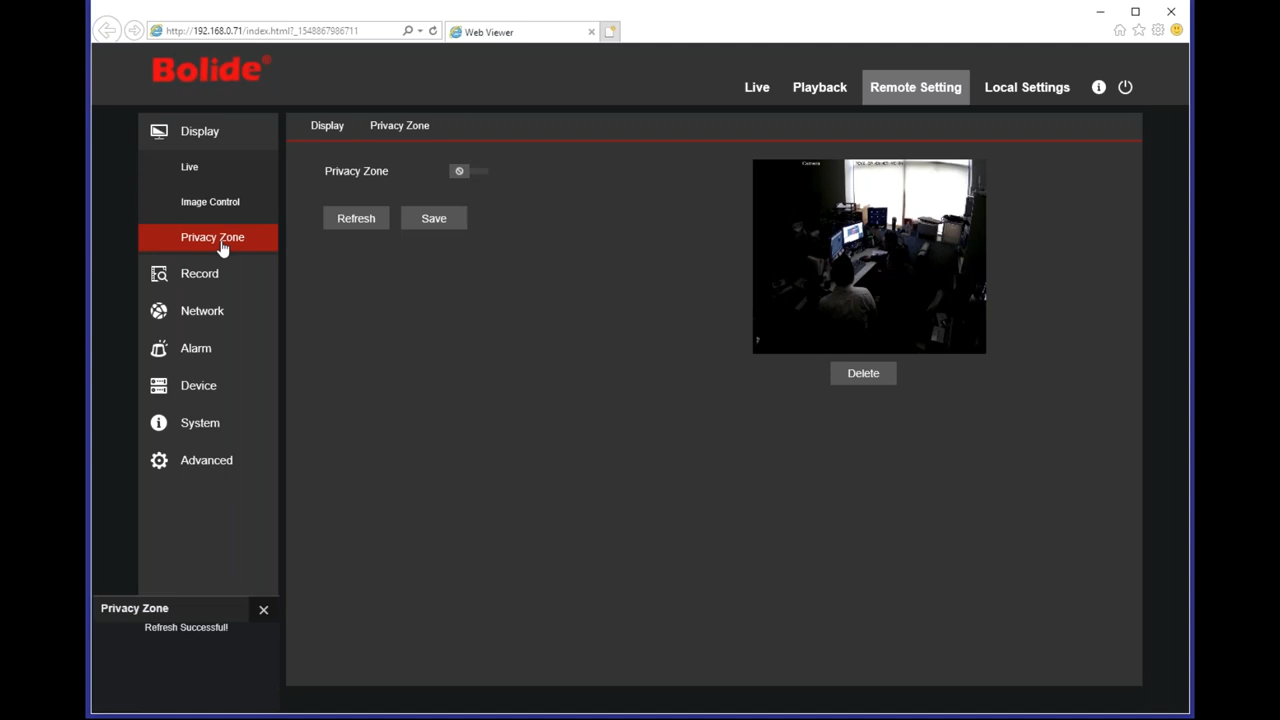 http://192.168.0.71/index.html?_1548867986711
Web Viewer
Bolide®
Live
Playback
Remote Setting
Local Settings
Display
Live
Image Control
Privacy Zone
Record
Network
Alarm
Device
System
Advanced
Display
Privacy Zone
Privacy Zone
Refresh
Save
Camera
Delete
Privacy Zone
Refresh Successful!